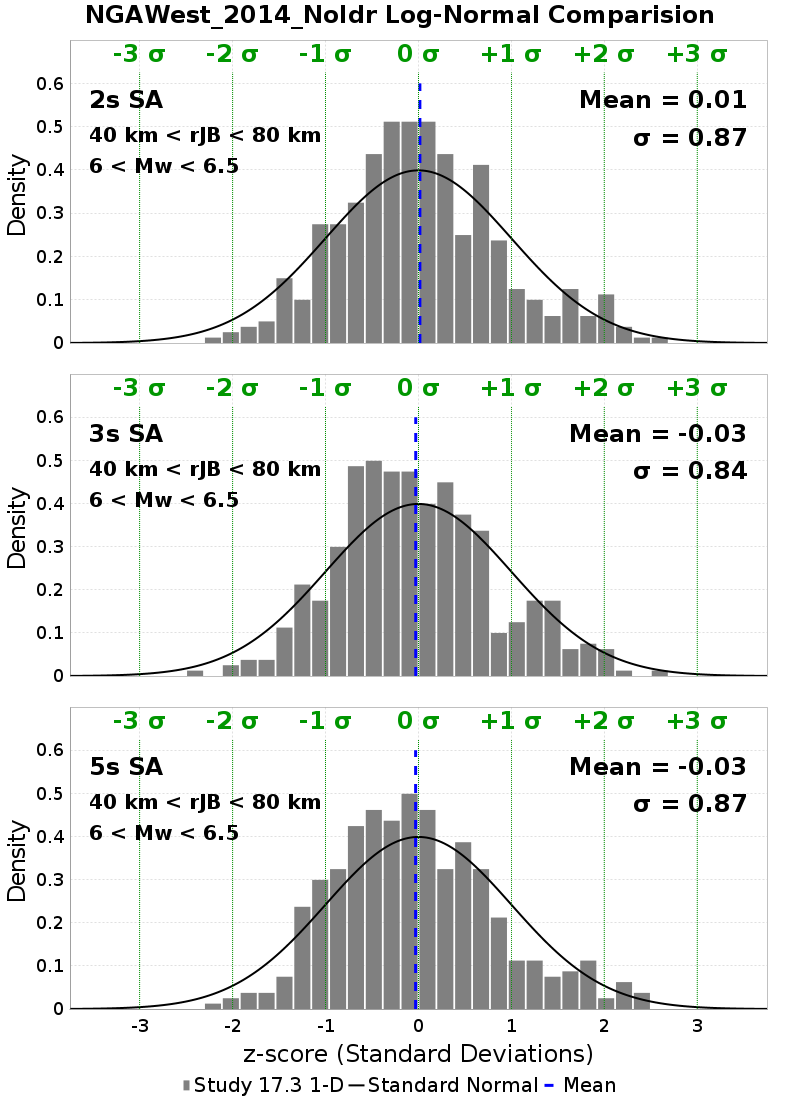 NGAWest_2014_NoIdr Log-Normal Comparision
-3 σ -2 σ -1 σ 0 σ +1 σ +2 σ +3 σ
0.6
2s SA Mean = 0.01
0.5
40 km < rJB < 80 km σ = 0.87
6 < Mw < 6.5
0.4
0.3
0.2
0.1
0
Density
-3 σ -2 σ -1 σ 0 σ +1 σ +2 σ +3 σ
0.6
3s SA Mean = -0.03
0.5
40 km < rJB < 80 km σ = 0.84
6 < Mw < 6.5
0.4
0.3
0.2
0.1
0
Density
-3 σ -2 σ -1 σ 0 σ +1 σ +2 σ +3 σ
0.6
5s SA Mean = -0.03
0.5
40 km < rJB < 80 km σ = 0.87
6 < Mw < 6.5
0.4
0.3
0.2
0.1
0
Density
-3 -2 -1 0 1 2 3
z-score (Standard Deviations)
Study 17.3 1-D Standard Normal Mean